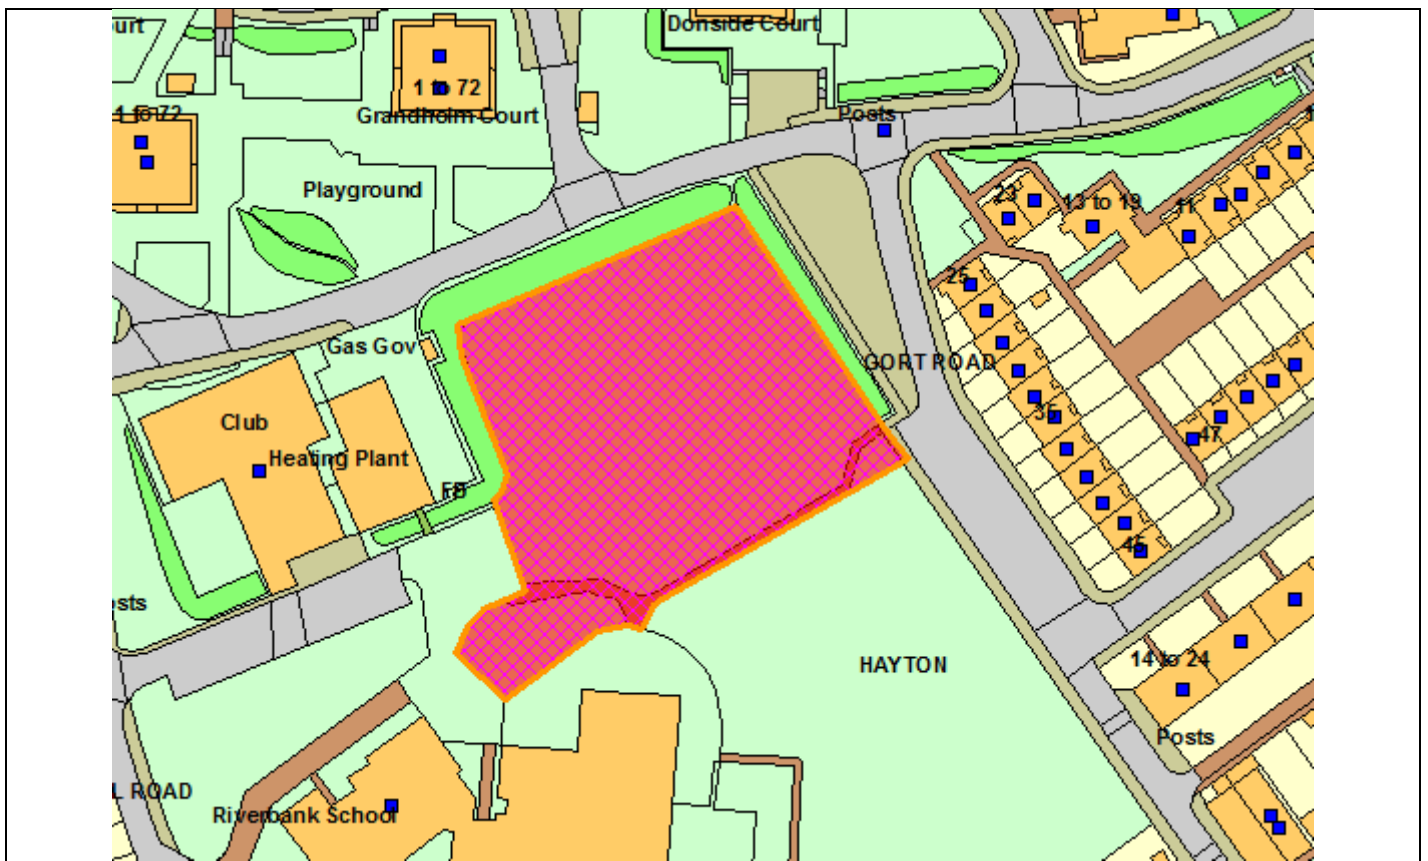 ourt
Donside Court
1 to 72
1 to 72
Grandholm Court
Posts
Playground
23
13 to 19
11
25
Gas Gov
GORT ROAD
Club
35
47
Heating Plant
FB
45
osts
HAYTON
14 to 24
Posts
L ROAD
Riverbank School